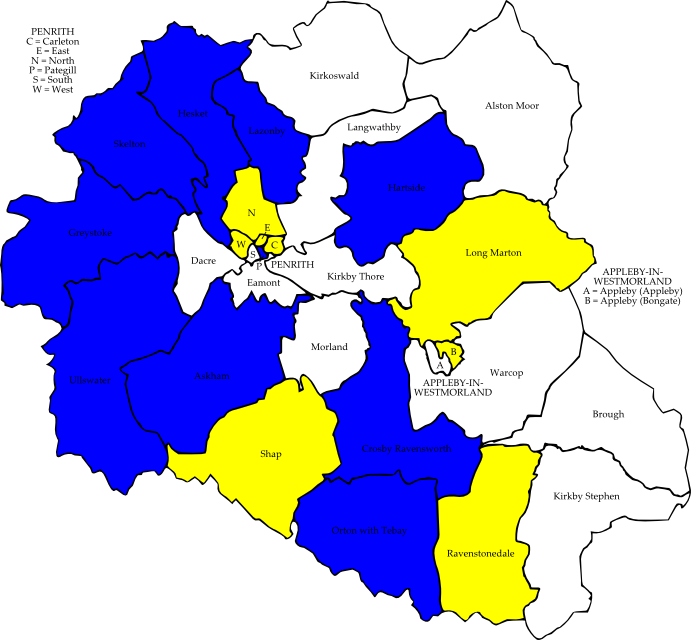 PENRITH
C = Carleton
E = East
N = North
P = Pategill
S = South
W = West
Kirkoswald
Alston Moor
Hesket
Lazonby
Langwathby
Skelton
Hartside
N
Greystoke
E
W
C
S
Long Marton
Dacre
P
PENRITH
Kirkby Thore
Eamont
APPLEBY-IN-
WESTMORLAND
A = Appleby (Appleby)
B = Appleby (Bongate)
Morland
B
A
Warcop
Ullswater
Askham
APPLEBY-IN-
WESTMORLAND
Brough
Shap
Crosby Ravensworth
Kirkby Stephen
Orton with Tebay
Ravenstonedale